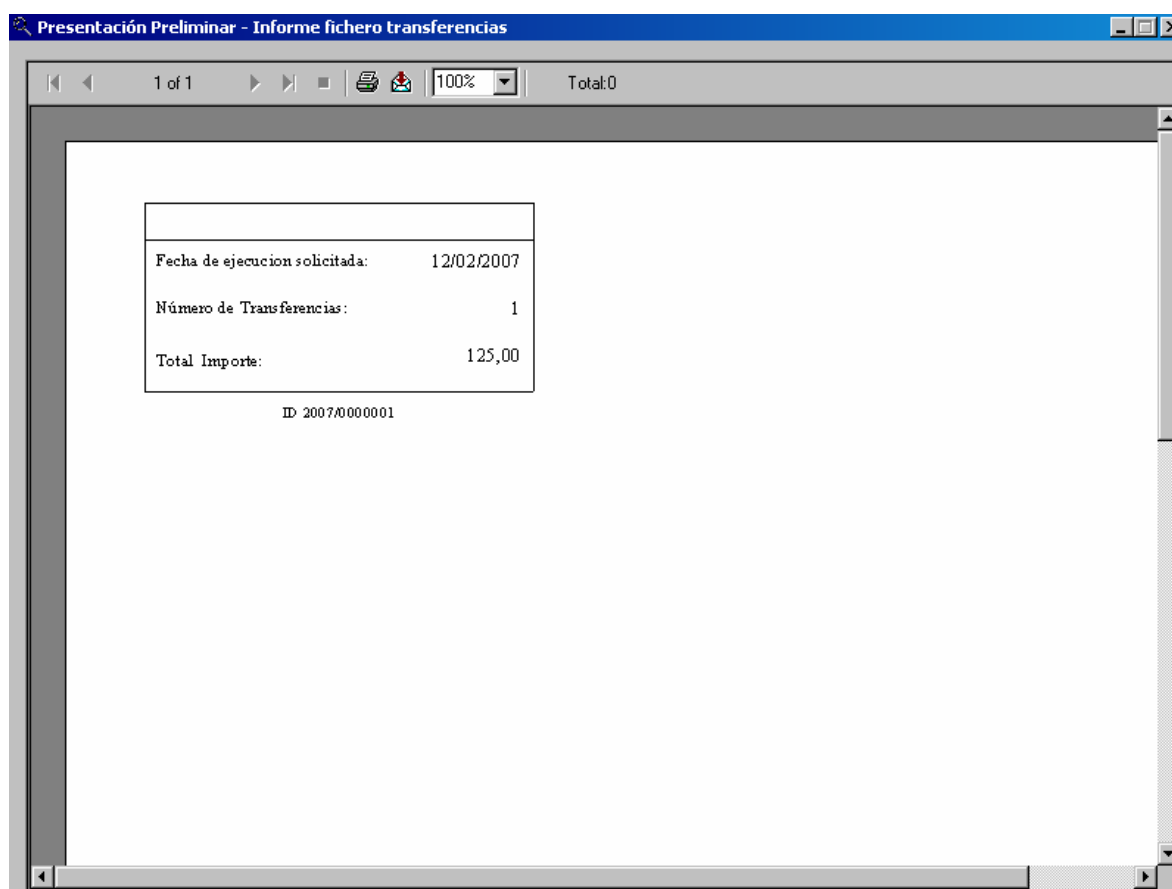 Presentación Preliminar - Informe fichero transferencias
1 of 1 100% Total:0
Fecha de ejecucion solicitada: 12/02/2007
Número de Transferencias: 1
Total Importe: 125,00
ID 2007/0000001